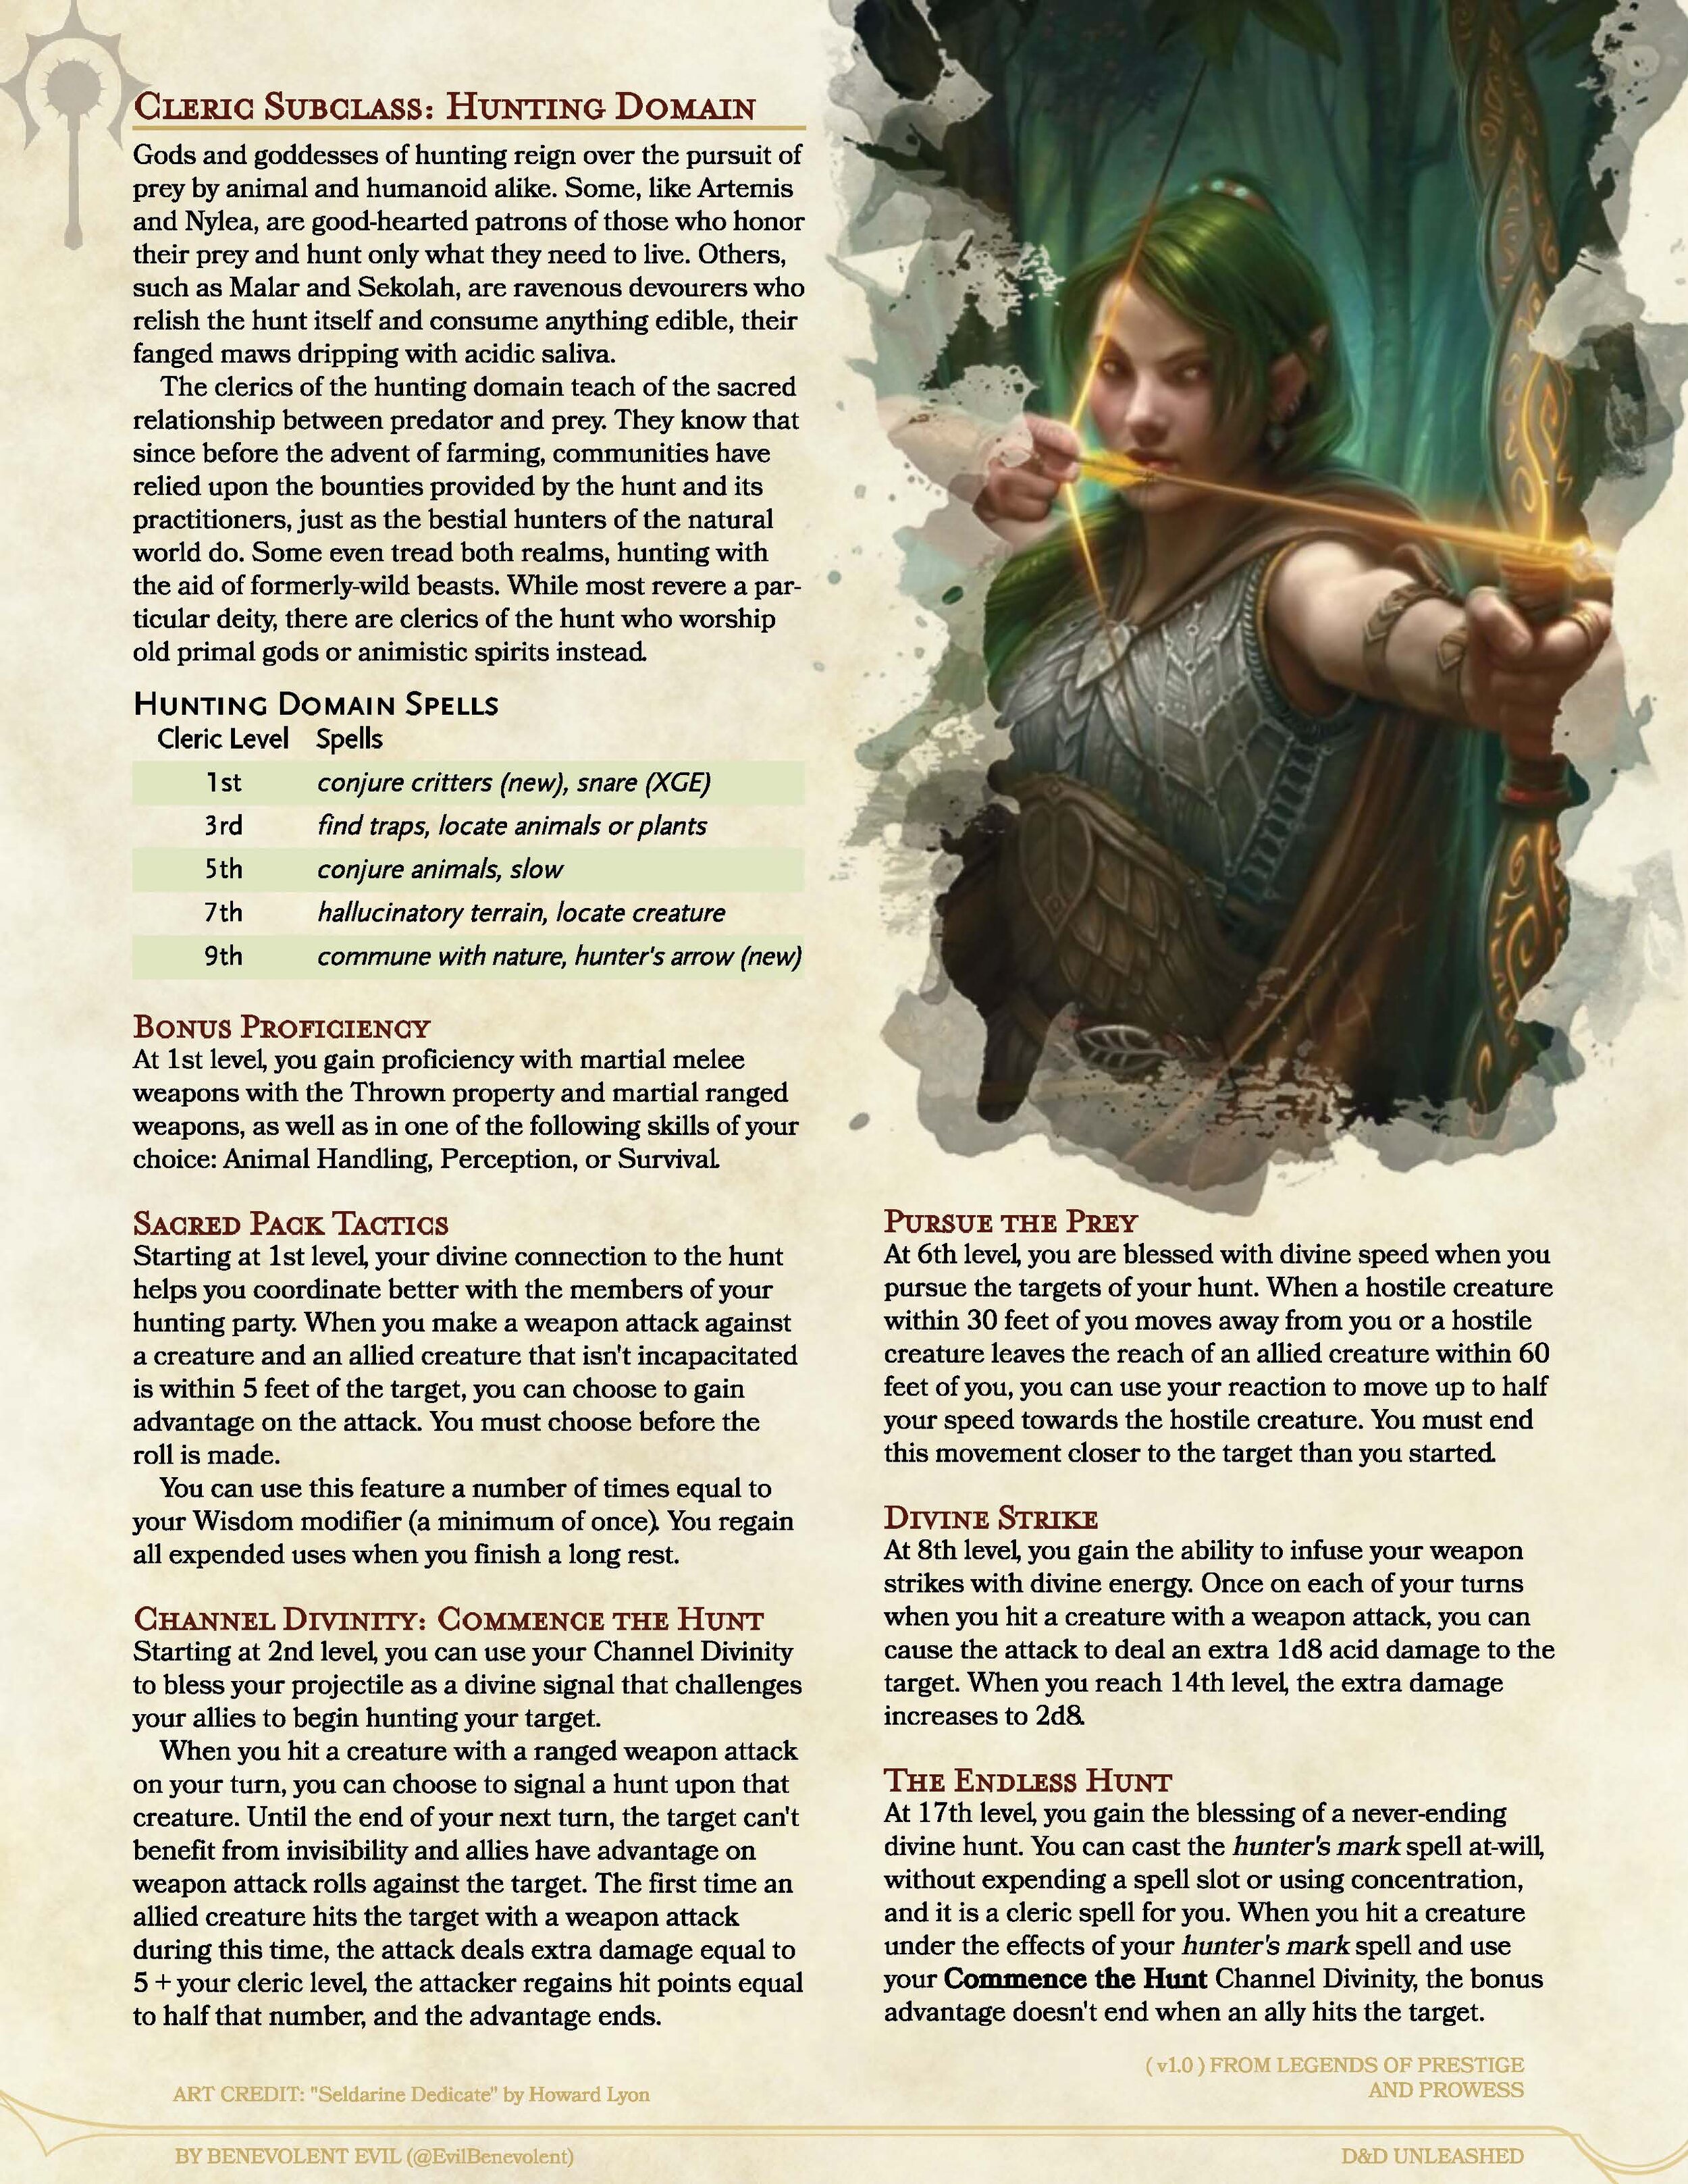 Cleric Subclass: Hunting Domain
Gods and goddesses of hunting reign over the pursuit of
prey by animal and humanoid alike. Some, like Artemis
and Nylea, are good-hearted patrons of those who honor
their prey and hunt only what they need to live. Others,
such as Malar and Sekolah, are ravenous devourers who
relish the hunt itself and consume anything edible, their
fanged maws dripping with acidic saliva.
The clerics of the hunting domain teach of the sacred
relationship between predator and prey. They know that
since before the advent of farming, communities have
relied upon the bounties provided by the hunt and its
practitioners, just as the bestial hunters of the natural
world do. Some even tread both realms, hunting with
the aid of formerly-wild beasts. While most revere a par-
ticular deity, there are clerics of the hunt who worship
old primal gods or animistic spirits instead.
Hunting Domain Spells
Cleric Level Spells
1st conjure critters (new), snare (XGE)
3rd find traps, locate animals or plants
5th conjure animals, slow
7th hallucinatory terrain, locate creature
9th commune with nature, hunter's arrow (new)
Bonus Proficiency
At 1st level, you gain proficiency with martial melee
weapons with the Thrown property and martial ranged
weapons, as well as in one of the following skills of your
choice: Animal Handling, Perception, or Survival.
Sacred Pack Tactics
Starting at 1st level, your divine connection to the hunt
helps you coordinate better with the members of your
hunting party. When you make a weapon attack against
a creature and an allied creature that isn't incapacitated
is within 5 feet of the target, you can choose to gain
advantage on the attack. You must choose before the
roll is made.
You can use this feature a number of times equal to
your Wisdom modifier (a minimum of once). You regain
all expended uses when you finish a long rest.
Channel Divinity: Commence the Hunt
Starting at 2nd level, you can use your Channel Divinity
to bless your projectile as a divine signal that challenges
your allies to begin hunting your target.
When you hit a creature with a ranged weapon attack
on your turn, you can choose to signal a hunt upon that
creature. Until the end of your next turn, the target can't
benefit from invisibility and allies have advantage on
weapon attack rolls against the target. The first time an
allied creature hits the target with a weapon attack
during this time, the attack deals extra damage equal to
5 + your cleric level, the attacker regains hit points equal
to half that number, and the advantage ends.
Pursue the Prey
At 6th level, you are blessed with divine speed when you
pursue the targets of your hunt. When a hostile creature
within 30 feet of you moves away from you or a hostile
creature leaves the reach of an allied creature within 60
feet of you, you can use your reaction to move up to half
your speed towards the hostile creature. You must end
this movement closer to the target than you started.
Divine Strike
At 8th level, you gain the ability to infuse your weapon
strikes with divine energy. Once on each of your turns
when you hit a creature with a weapon attack, you can
cause the attack to deal an extra 1d8 acid damage to the
target. When you reach 14th level, the extra damage
increases to 2d8.
The Endless Hunt
At 17th level, you gain the blessing of a never-ending
divine hunt. You can cast the hunter's mark spell at-will,
without expending a spell slot or using concentration,
and it is a cleric spell for you. When you hit a creature
under the effects of your hunter's mark spell and use
your Commence the Hunt Channel Divinity, the bonus
advantage doesn't end when an ally hits the target.
( v1.0 ) FROM LEGENDS OF PRESTIGE
AND PROWESS
ART CREDIT: "Seldarine Dedicate" by Howard Lyon
BY BENEVOLENT EVIL (@EvilBenevolent)
D&D UNLEASHED